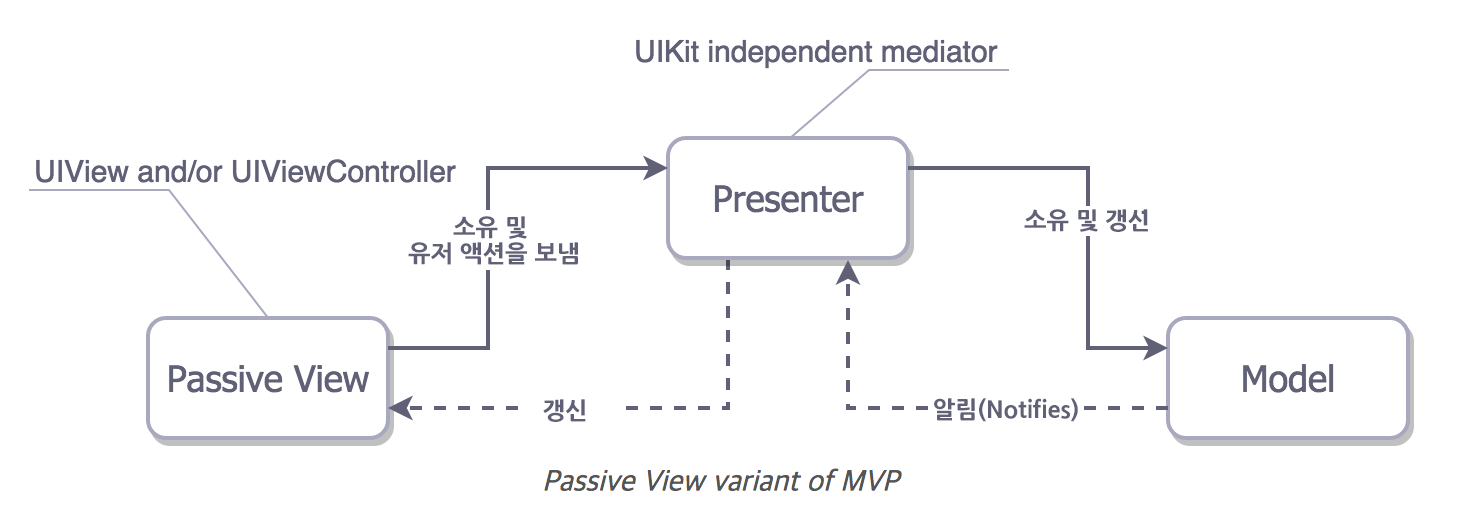 UIKit independent mediator
UIView and/or UIViewController
Presenter
소유 및
유저 액션을 보냄
소유 및 갱선
Passive View
Model
갱신
알림(Notifies)
Passive View variant of MVP